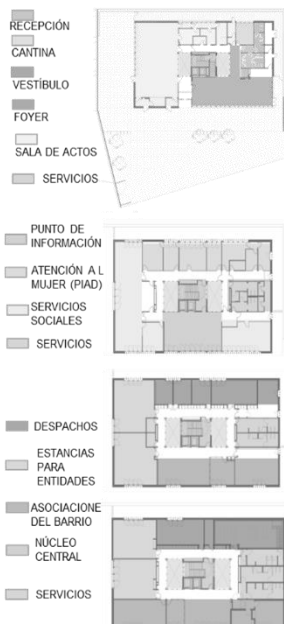 RECEPCIÓN
CANTINA
VESTÍBULO
FOYER
SALA DE ACTOS
SERVICIOS
PUNTO DE
INFORMACIÓN
ATENCIÓN A L
MUJER (PIAD)
SERVICIOS
SOCIALES
SERVICIOS
DESPACHOS
ESTANCIAS
PARA
ENTIDADES
ASOCIACIONE
DEL BARRIO
NÚCLEO
CENTRAL
SERVICIOS